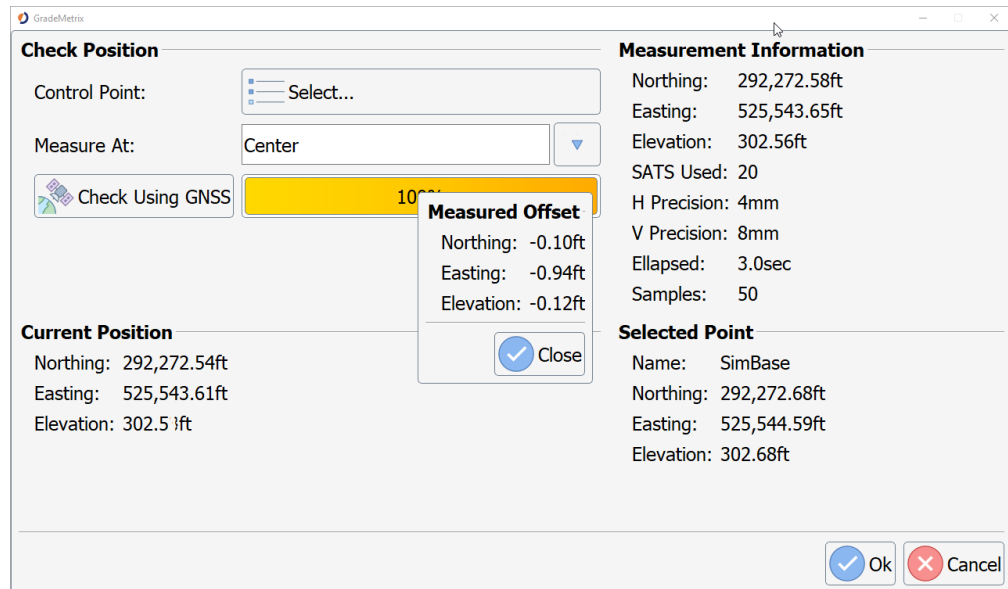 GradeMetrix
Check Position
Control Point:
Select...
Measure At:
Center
Check Using GNSS
Measured Offset
Northing: -0.10ft
Easting: -0.94ft
Elevation: -0.12ft
Close
Current Position
Northing: 292,272.54ft
Easting: 525,543.61ft
Elevation:
Measurement Information
Northing: 292,272.58ft
Easting: 525,543.65ft
Elevation: 302.56ft
SATS Used: 20
H Precision: 4mm
V Precision: 8mm
Ellapsed: 3.0sec
Samples: 50
Selected Point
Name: SimBase
Northing: 292,272.68ft
Easting: 525,544.59ft
Elevation: 302.68ft
Ok
Cancel